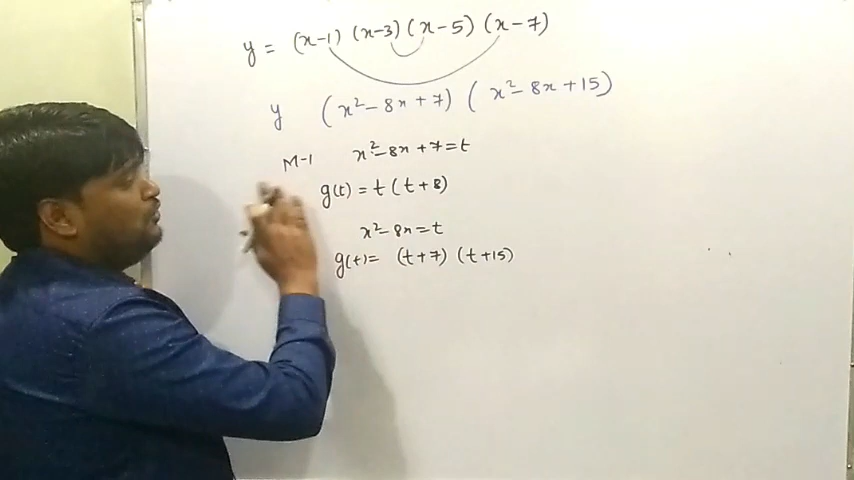 y = (x-1) (x-3) (x-5) (x-7)
y (x²-8x+7) (x²-8x+15)
M-1 x²-8x+7=t
g(t) = t(t+8)
x²-8x=t
g(t)= (t+7) (t+15)